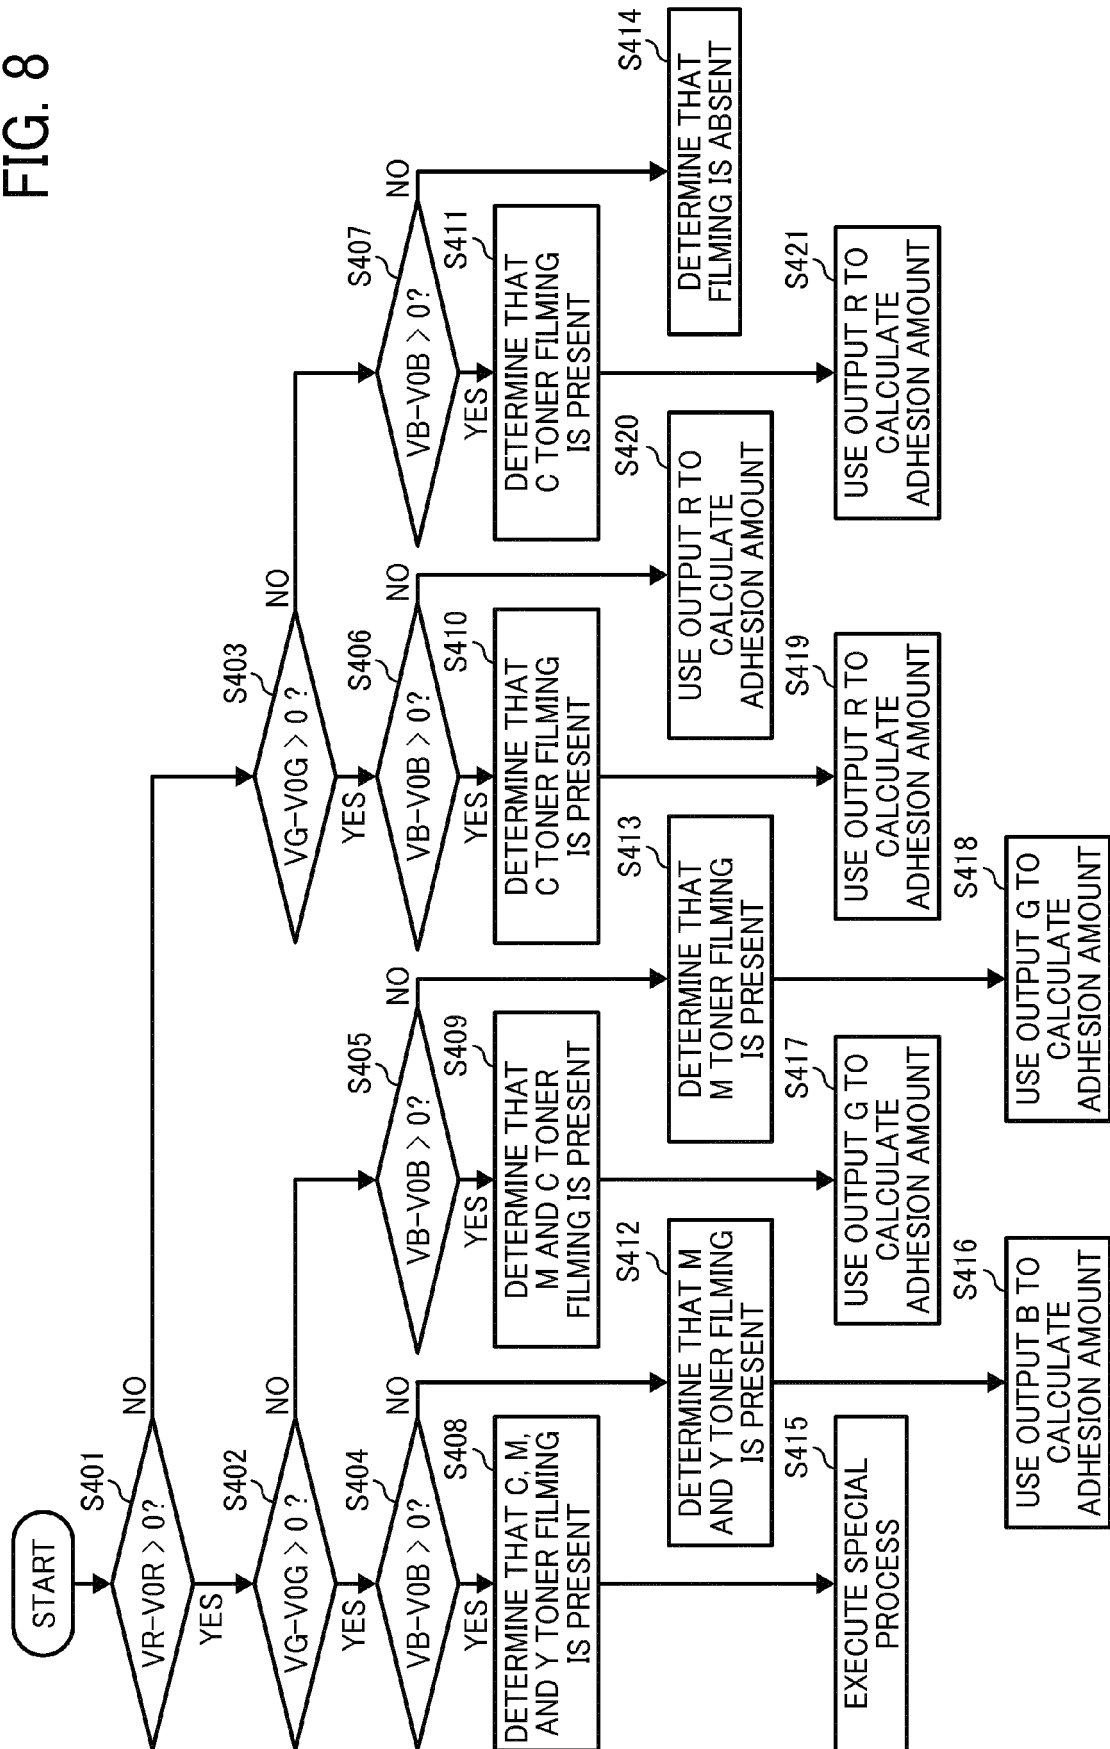 FIG. 8
START
S401
VR-V0R > 0?
YES
NO
S402
VG-V0G > 0 ?
YES
NO
S403
VG-V0G > 0 ?
YES
NO
S404
VB-V0B > 0?
YES
NO
S405
VB-V0B > 0?
YES
NO
S406
VB-V0B > 0?
YES
NO
S407
VB-V0B > 0?
YES
NO
S408
DETERMINE THAT C, M,
AND Y TONER FILMING
IS PRESENT
S409
DETERMINE THAT
M AND C TONER
FILMING IS PRESENT
S410
DETERMINE THAT
C TONER FILMING
IS PRESENT
S411
DETERMINE THAT
C TONER FILMING
IS PRESENT
S412
DETERMINE THAT M
AND Y TONER FILMING
IS PRESENT
S413
DETERMINE THAT
M TONER FILMING
IS PRESENT
S420
USE OUTPUT R TO
CALCULATE
ADHESION AMOUNT
S414
DETERMINE THAT
FILMING IS ABSENT
S415
EXECUTE SPECIAL
PROCESS
S417
USE OUTPUT G TO
CALCULATE
ADHESION AMOUNT
S419
USE OUTPUT R TO
CALCULATE
ADHESION AMOUNT
S421
USE OUTPUT R TO
CALCULATE
ADHESION AMOUNT
S416
USE OUTPUT B TO
CALCULATE
ADHESION AMOUNT
S418
USE OUTPUT G TO
CALCULATE
ADHESION AMOUNT